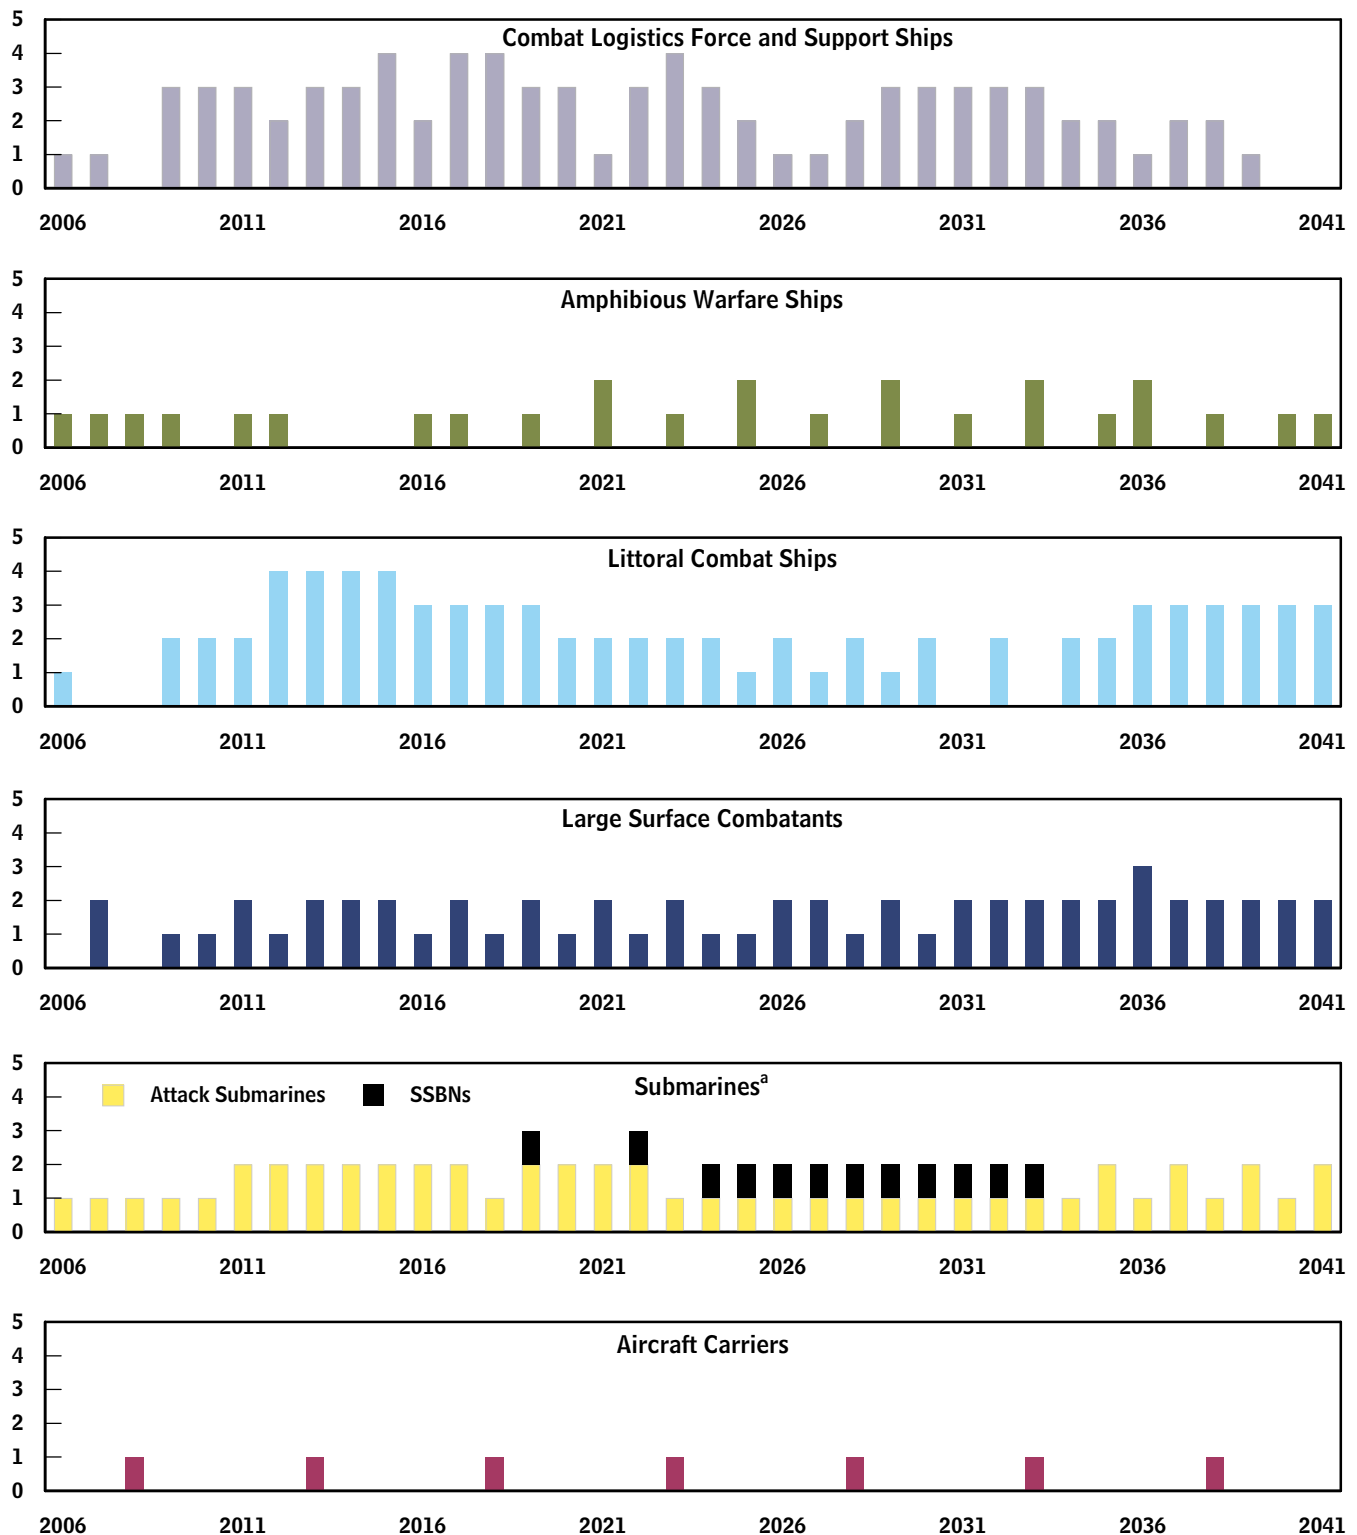 Combat Logistics Force and Support Ships
5
4
3
2
1
0
2006 2011 2016 2021 2026 2031 2036 2041
Amphibious Warfare Ships
5
4
3
2
1
0
2006 2011 2016 2021 2026 2031 2036 2041
Littoral Combat Ships
5
4
3
2
1
0
2006 2011 2016 2021 2026 2031 2036 2041
Large Surface Combatants
5
4
3
2
1
0
2006 2011 2016 2021 2026 2031 2036 2041
Submarinesᵃ
Attack Submarines SSBNs
5
4
3
2
1
0
2006 2011 2016 2021 2026 2031 2036 2041
Aircraft Carriers
5
4
3
2
1
0
2006 2011 2016 2021 2026 2031 2036 2041